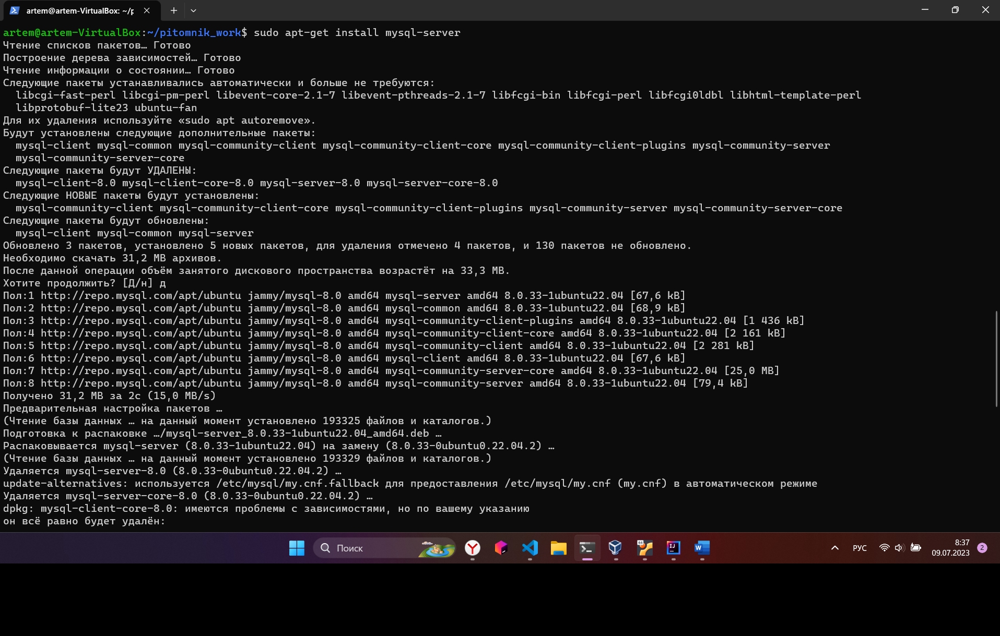 artem@artem-VirtualBox: ~/p
artem@artem-VirtualBox:~/pitomnik_work$ sudo apt-get install mysql-server
Чтение списков пакетов… Готово
Построение дерева зависимостей… Готово
Чтение информации о состоянии… Готово
Следующие пакеты устанавливались автоматически и больше не требуются:
  libcgi-fast-perl libcgi-pm-perl libevent-core-2.1-7 libevent-pthreads-2.1-7 libfcgi-bin libfcgi-perl libfcgi0ldbl libhtml-template-perl
  libprotobuf-lite23 ubuntu-fan
Для их удаления используйте «sudo apt autoremove».
Будут установлены следующие дополнительные пакеты:
  mysql-client mysql-common mysql-community-client mysql-community-client-core mysql-community-client-plugins mysql-community-server
  mysql-community-server-core
Следующие пакеты будут УДАЛЕНЫ:
  mysql-client-8.0 mysql-client-core-8.0 mysql-server-8.0 mysql-server-core-8.0
Следующие НОВЫЕ пакеты будут установлены:
  mysql-community-client mysql-community-client-core mysql-community-client-plugins mysql-community-server mysql-community-server-core
Следующие пакеты будут обновлены:
  mysql-client mysql-common mysql-server
Обновлено 3 пакетов, установлено 5 новых пакетов, для удаления отмечено 4 пакетов, и 130 пакетов не обновлено.
Необходимо скачать 31,2 MB архивов.
После данной операции объём занятого дискового пространства возрастёт на 33,3 MB.
Хотите продолжить? [Д/н] д
Пол:1 http://repo.mysql.com/apt/ubuntu jammy/mysql-8.0 amd64 mysql-server amd64 8.0.33-1ubuntu22.04 [67,6 kB]
Пол:2 http://repo.mysql.com/apt/ubuntu jammy/mysql-8.0 amd64 mysql-common amd64 8.0.33-1ubuntu22.04 [68,9 kB]
Пол:3 http://repo.mysql.com/apt/ubuntu jammy/mysql-8.0 amd64 mysql-community-client-plugins amd64 8.0.33-1ubuntu22.04 [1 436 kB]
Пол:4 http://repo.mysql.com/apt/ubuntu jammy/mysql-8.0 amd64 mysql-community-client-core amd64 8.0.33-1ubuntu22.04 [2 161 kB]
Пол:5 http://repo.mysql.com/apt/ubuntu jammy/mysql-8.0 amd64 mysql-community-client amd64 8.0.33-1ubuntu22.04 [2 281 kB]
Пол:6 http://repo.mysql.com/apt/ubuntu jammy/mysql-8.0 amd64 mysql-client amd64 8.0.33-1ubuntu22.04 [67,6 kB]
Пол:7 http://repo.mysql.com/apt/ubuntu jammy/mysql-8.0 amd64 mysql-community-server-core amd64 8.0.33-1ubuntu22.04 [25,0 MB]
Пол:8 http://repo.mysql.com/apt/ubuntu jammy/mysql-8.0 amd64 mysql-community-server amd64 8.0.33-1ubuntu22.04 [79,4 kB]
Получено 31,2 MB за 2с (15,0 MB/s)
Предварительная настройка пакетов …
(Чтение базы данных … на данный момент установлено 193325 файлов и каталогов.)
Подготовка к распаковке …/mysql-server_8.0.33-1ubuntu22.04_amd64.deb …
Распаковывается mysql-server (8.0.33-1ubuntu22.04) на замену (8.0.33-0ubuntu0.22.04.2) …
(Чтение базы данных … на данный момент установлено 193329 файлов и каталогов.)
Удаляется mysql-server-8.0 (8.0.33-0ubuntu0.22.04.2) …
update-alternatives: используется /etc/mysql/my.cnf.fallback для предоставления /etc/mysql/my.cnf (my.cnf) в автоматическом режиме
Удаляется mysql-server-core-8.0 (8.0.33-0ubuntu0.22.04.2) …
dpkg: mysql-client-core-8.0: имеются проблемы с зависимостями, но по вашему указанию
он всё равно будет удалён:
Поиск
64
IJ
W
РУС
8:37
09.07.2023
2